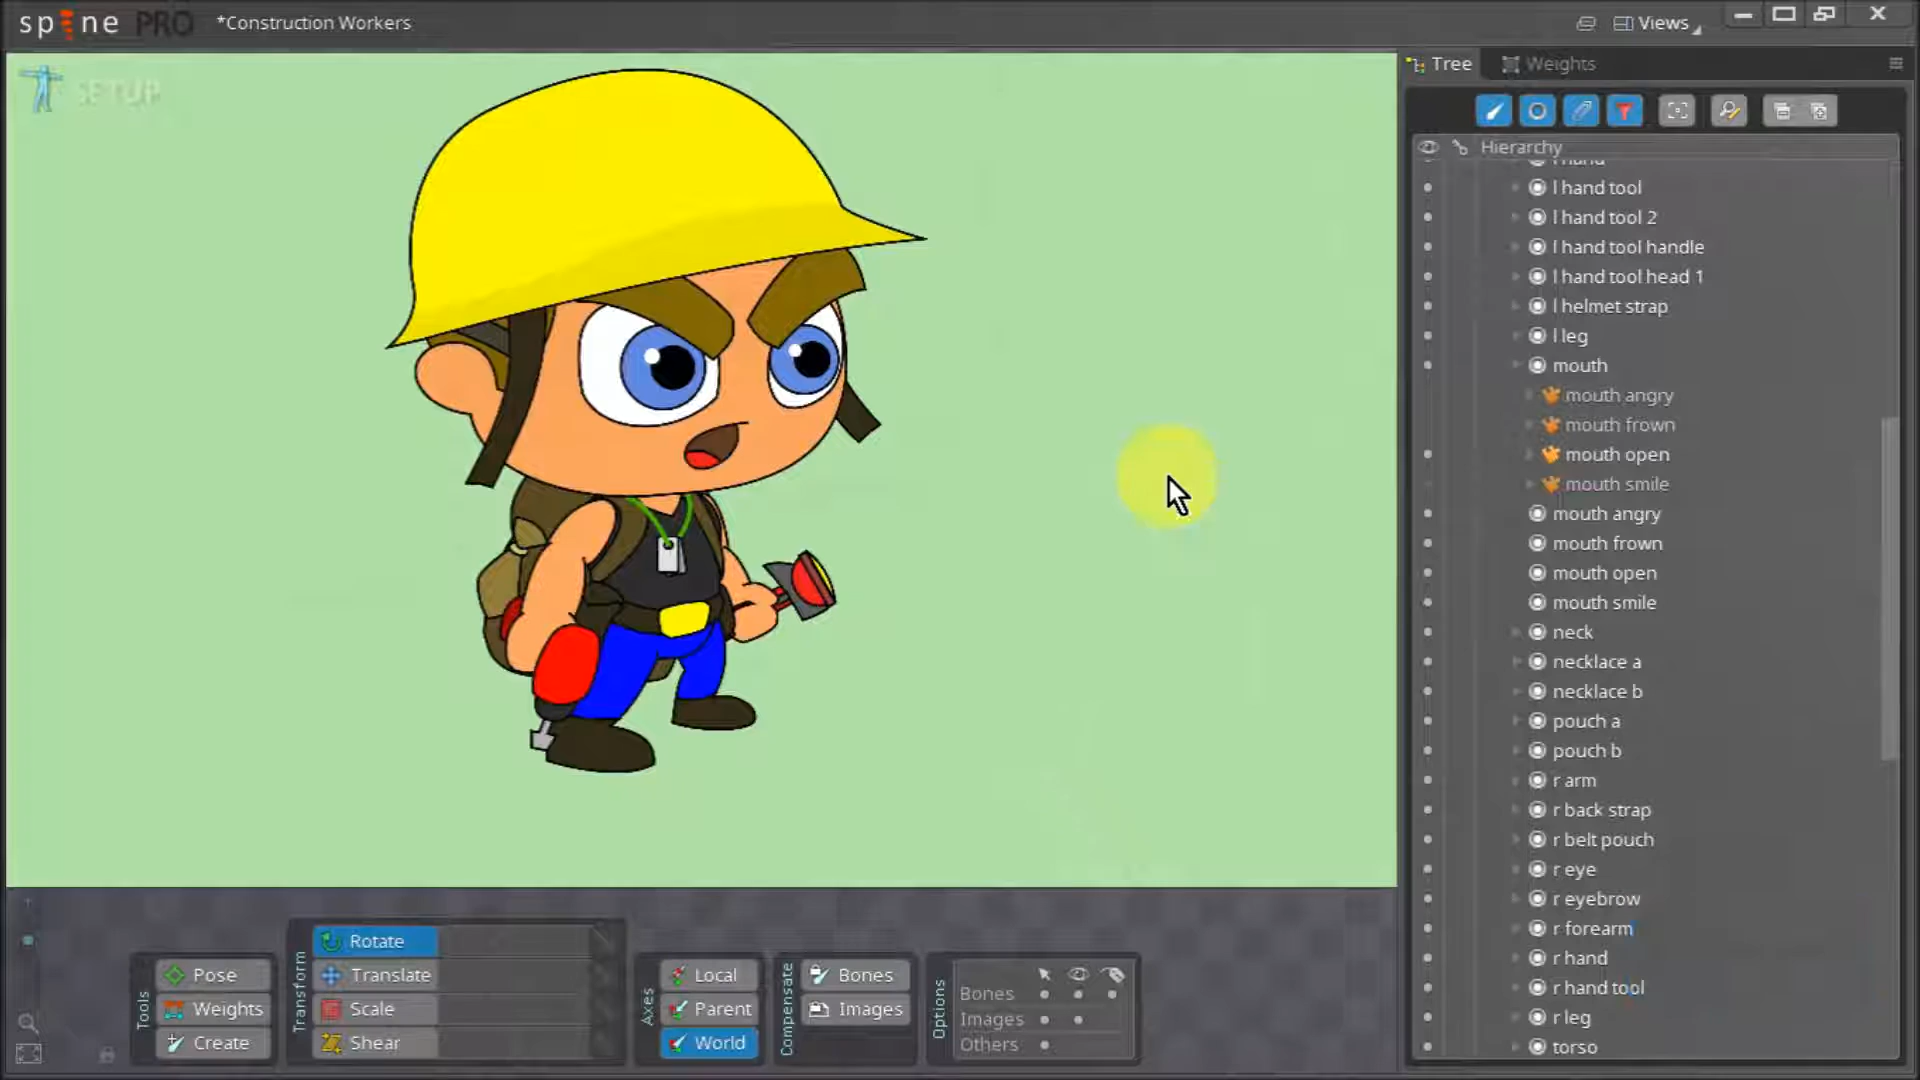 spine PRO
*Construction Workers
Views
SETUP
Tree
Weights
Hierarchy
l hand
l hand tool
l hand tool 2
l hand tool handle
l hand tool head 1
l helmet strap
l leg
mouth
mouth angry
mouth frown
mouth open
mouth smile
mouth angry
mouth frown
mouth open
mouth smile
neck
necklace a
necklace b
pouch a
pouch b
r arm
r back strap
r belt pouch
r eye
r eyebrow
r forearm
r hand
r hand tool
r leg
torso
Tools
Pose
Weights
Create
Transform
Rotate
Translate
Scale
Shear
Axes
Local
Parent
World
Compensate
Bones
Images
Options
Bones
Images
Others